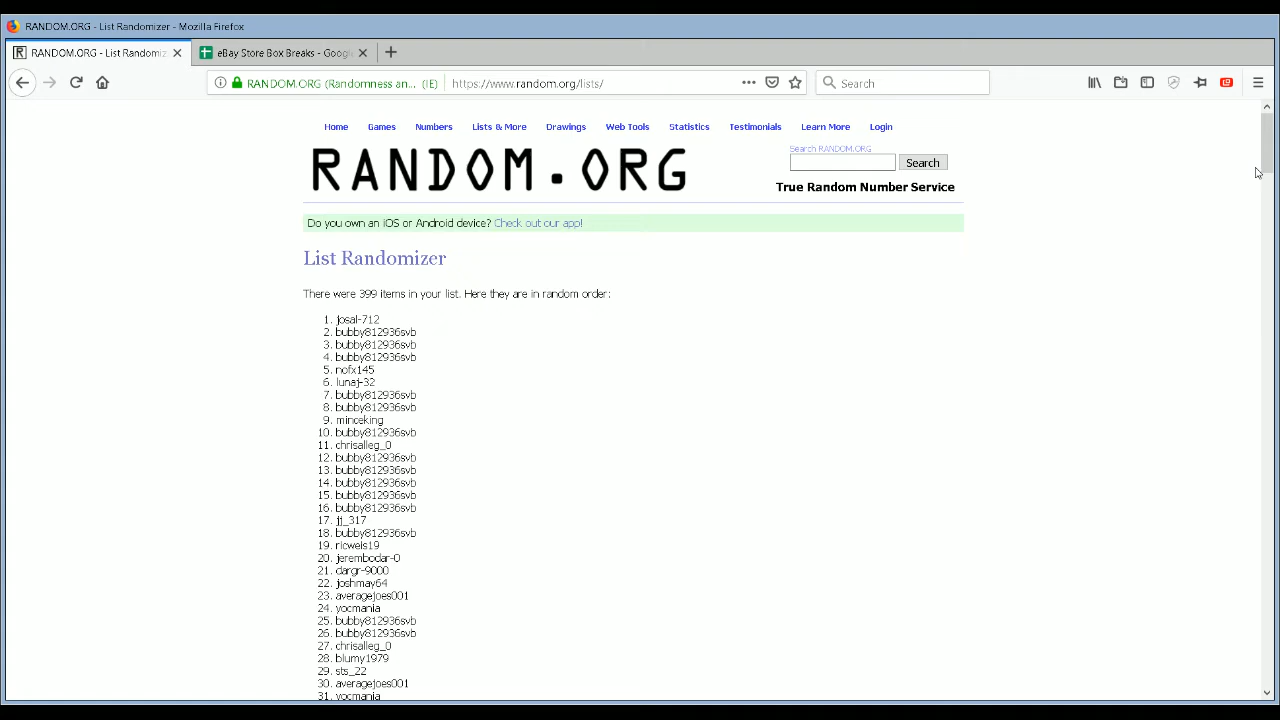 RANDOM.ORG - List Randomizer - Mozilla Firefox
RANDOM.ORG - List Randomiz
eBay Store Box Breaks - Googl
RANDOM.ORG (Randomness an... (IE)
https://www.random.org/lists/
Search
Home Games Numbers Lists & More Drawings Web Tools Statistics Testimonials Learn More Login
RANDOM.ORG
Search RANDOM.ORG
Search
True Random Number Service
Do you own an iOS or Android device? Check out our app!
List Randomizer
There were 399 items in your list. Here they are in random order:
1. josal-712
2. bubby812936svb
3. bubby812936svb
4. bubby812936svb
5. nofx145
6. lunaj-32
7. bubby812936svb
8. bubby812936svb
9. minceking
10. bubby812936svb
11. chrisalleg_0
12. bubby812936svb
13. bubby812936svb
14. bubby812936svb
15. bubby812936svb
16. bubby812936svb
17. jj_317
18. bubby812936svb
19. ricweis19
20. jerembodar-0
21. dargr-9000
22. joshmay64
23. averagejoes001
24. yocmania
25. bubby812936svb
26. bubby812936svb
27. chrisalleg_0
28. blumy1979
29. sts_22
30. averagejoes001
31. yocmania